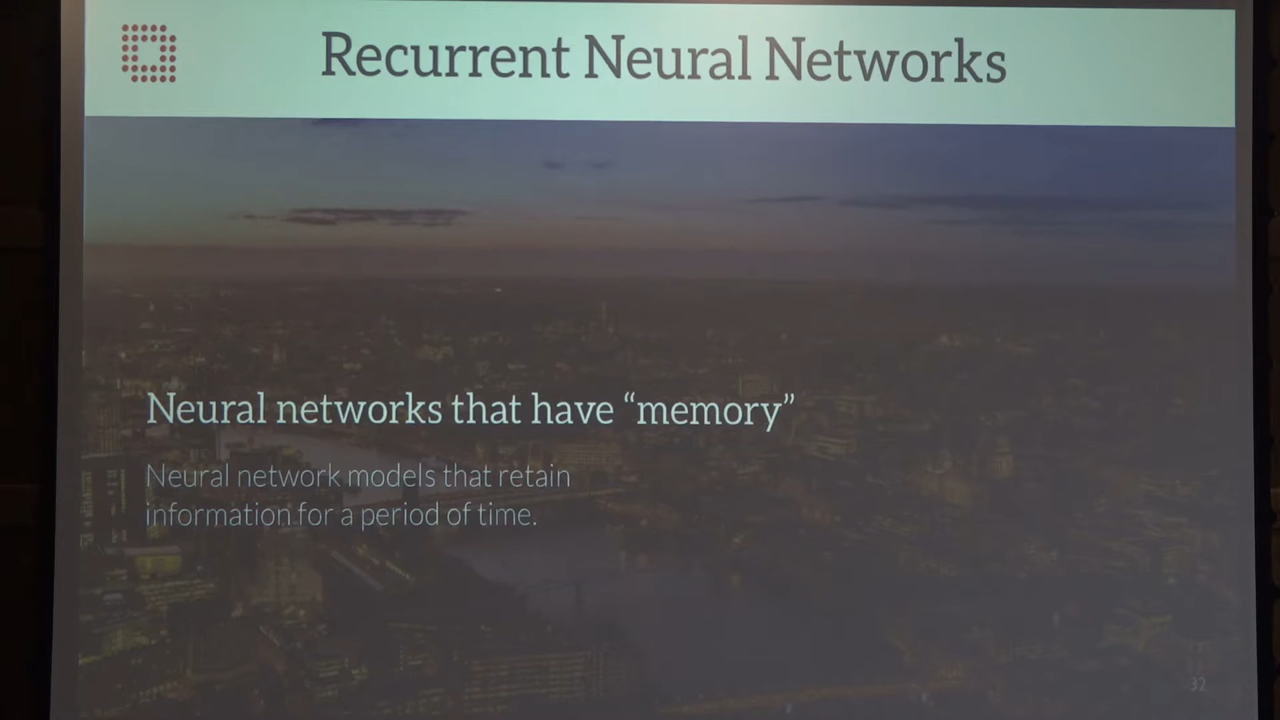 Recurrent Neural Networks
Neural networks that have “memory”
Neural network models that retain
information for a period of time.
32